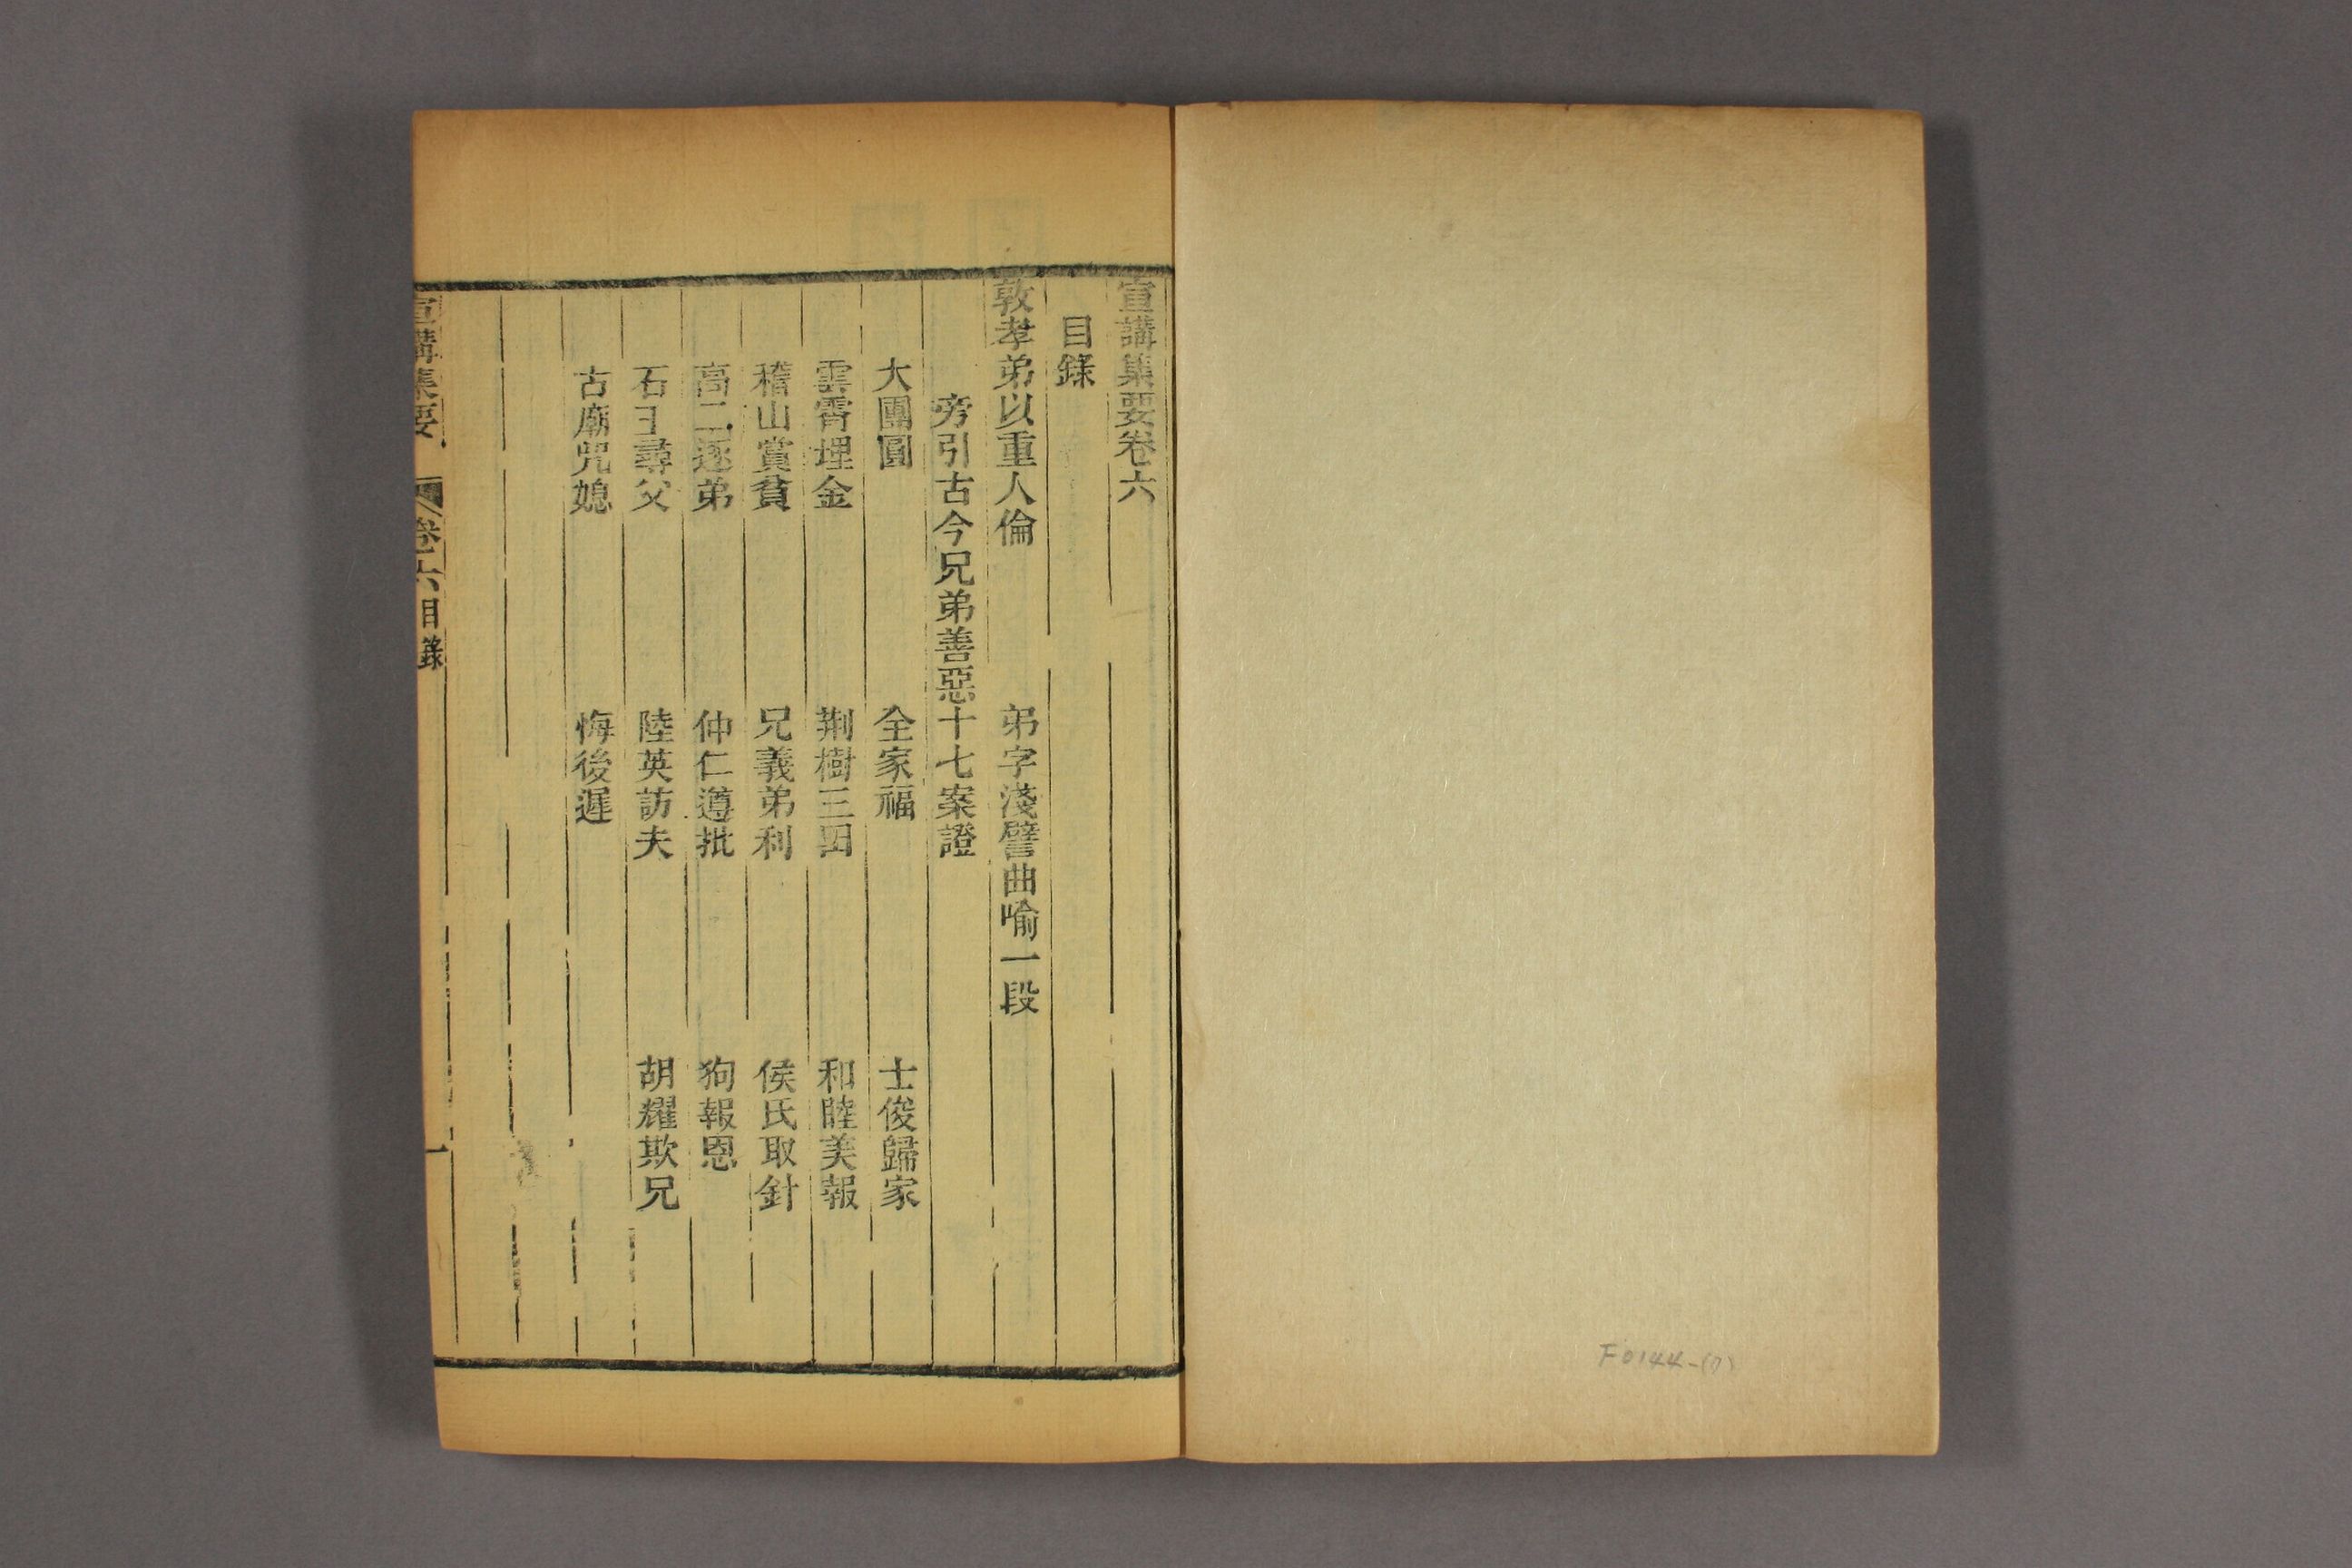 宣講集要卷六
目錄
敦孝弟以重人倫 弟字淺譬曲喻一段
旁引古今兄弟善惡十七案證
大團圓 全家福 士俊歸家
雲霄埋金 荆樹三田 和睦美報
稽山賞貧 兄義弟利 侯氏取針
高二逐弟 仲仁遵批 狗報恩
石玉尋父 陸英訪夫 胡耀欺兄
古廟咒媳 悔後遲
宣講集要 卷六目錄 一
F0144-(7)